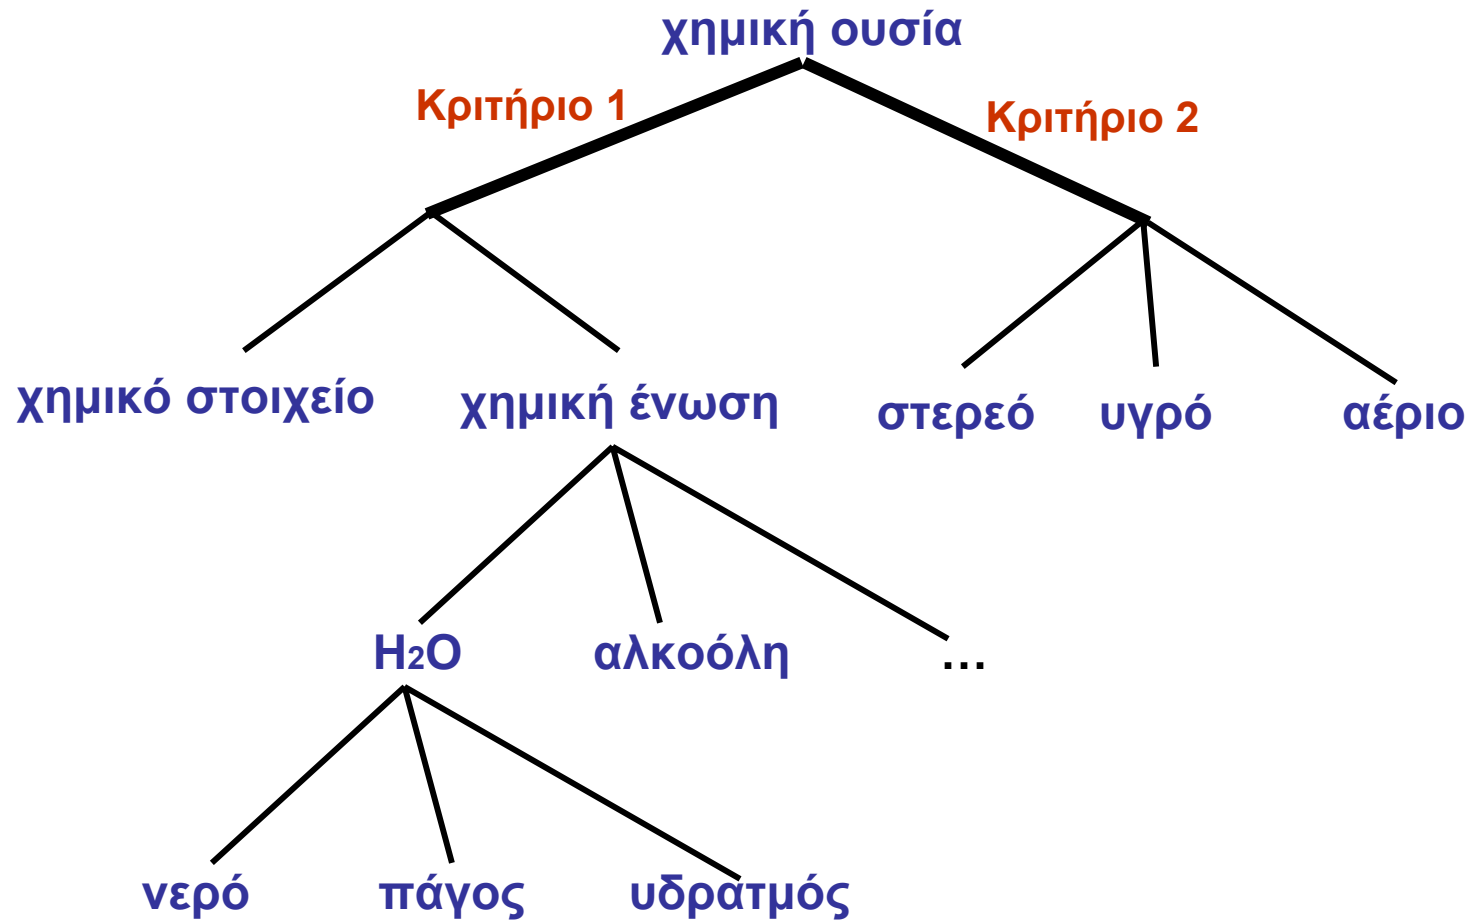 χημική ουσία
Κριτήριο 1
Κριτήριο 2
χημικό στοιχείο
χημική ένωση
στερεό
υγρό
αέριο
H₂O
αλκοόλη
...
νερό
πάγος
υδρατμός